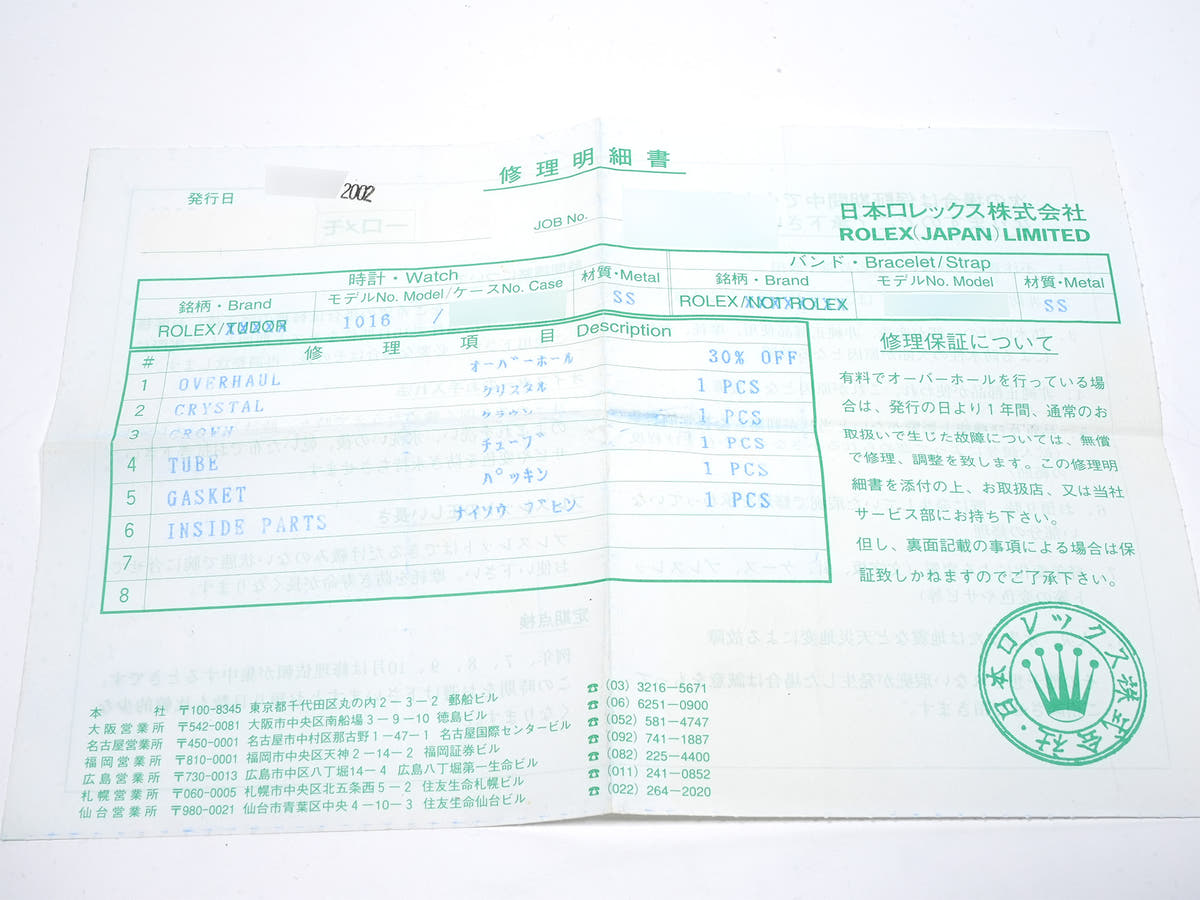 修理明細書
発行日 2002
JOB No.
日本ロレックス株式会社
ROLEX(JAPAN)LIMITED
時計・Watch 材質・Metal バンド・Bracelet/Strap
銘柄・Brand モデルNo. Model/ケースNo. Case SS 銘柄・Brand モデルNo. Model 材質・Metal
ROLEX/TUDOR 1016 / ROLEX/NOT ROLEX SS
# 修理項目 Description
1 OVERHAUL オーバーホール 30% OFF
2 CRYSTAL クリスタル 1 PCS
3 CROWN クラウン 1 PCS
4 TUBE チューブ 1 PCS
5 GASKET パッキン 1 PCS
6 INSIDE PARTS ナイソウ ブヒン 1 PCS
7
8
修理保証について
有料でオーバーホールを行っている場
合は、発行の日より1年間、通常のお
取扱いで生じた故障については、無償
で修理、調整を致します。この修理明
細書を添付の上、お取扱店、又は当社
サービス部にお持ち下さい。
但し、裏面記載の事項による場合は保
証致しかねますのでご了承下さい。
日本ロレックス株式会社・
本社 〒100-8345 東京都千代田区丸の内2-3-2 郵船ビル ☎(03) 3216-5671
大阪営業所 〒542-0081 大阪市中央区南船場3-9-10 徳島ビル ☎(06) 6251-0900
名古屋営業所 〒450-0001 名古屋市中村区那古野1-47-1 名古屋国際センタービル ☎(052) 581-4747
福岡営業所 〒810-0001 福岡市中央区天神2-14-2 福岡証券ビル ☎(092) 741-1887
広島営業所 〒730-0013 広島市中区八丁堀14-4 広島八丁堀第一生命ビル ☎(082) 225-4400
札幌営業所 〒060-0005 札幌市中央区北五条西5-2 住友生命札幌ビル ☎(011) 241-0852
仙台営業所 〒980-0021 仙台市青葉区中央4-10-3 住友生命仙台ビル ☎(022) 264-2020